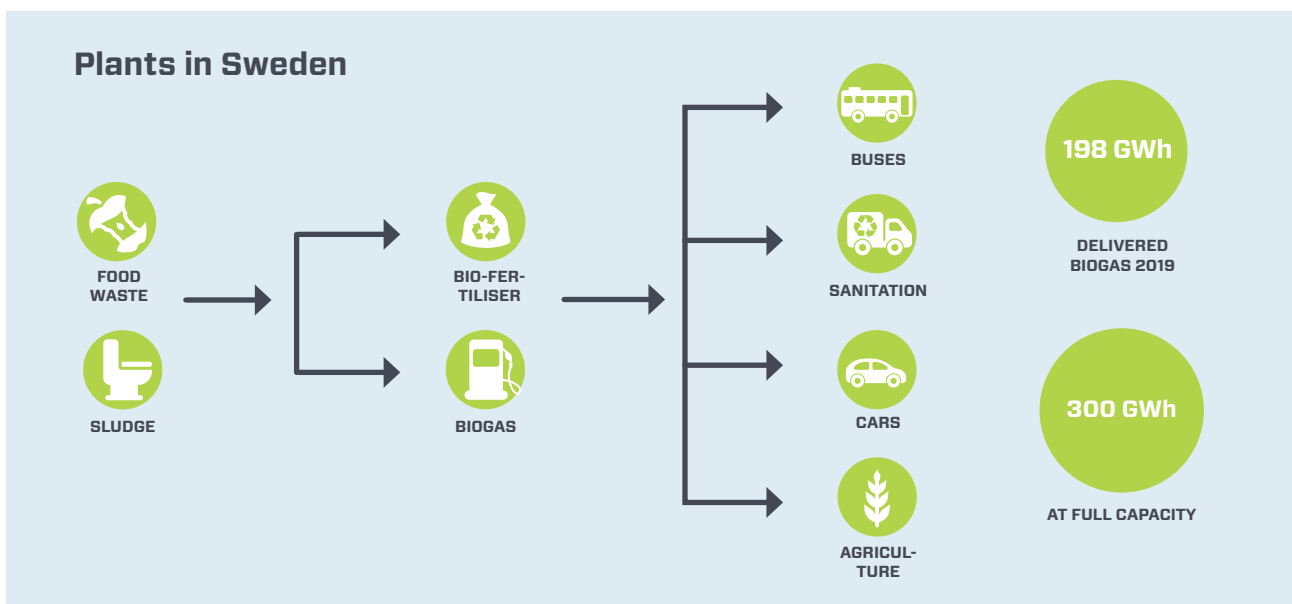 Plants in Sweden
FOOD
WASTE
SLUDGE
BIO-FER-
TILISER
BIOGAS
BUSES
SANITATION
CARS
AGRICUL-
TURE
198 GWh
DELIVERED
BIOGAS 2019
300 GWh
AT FULL CAPACITY